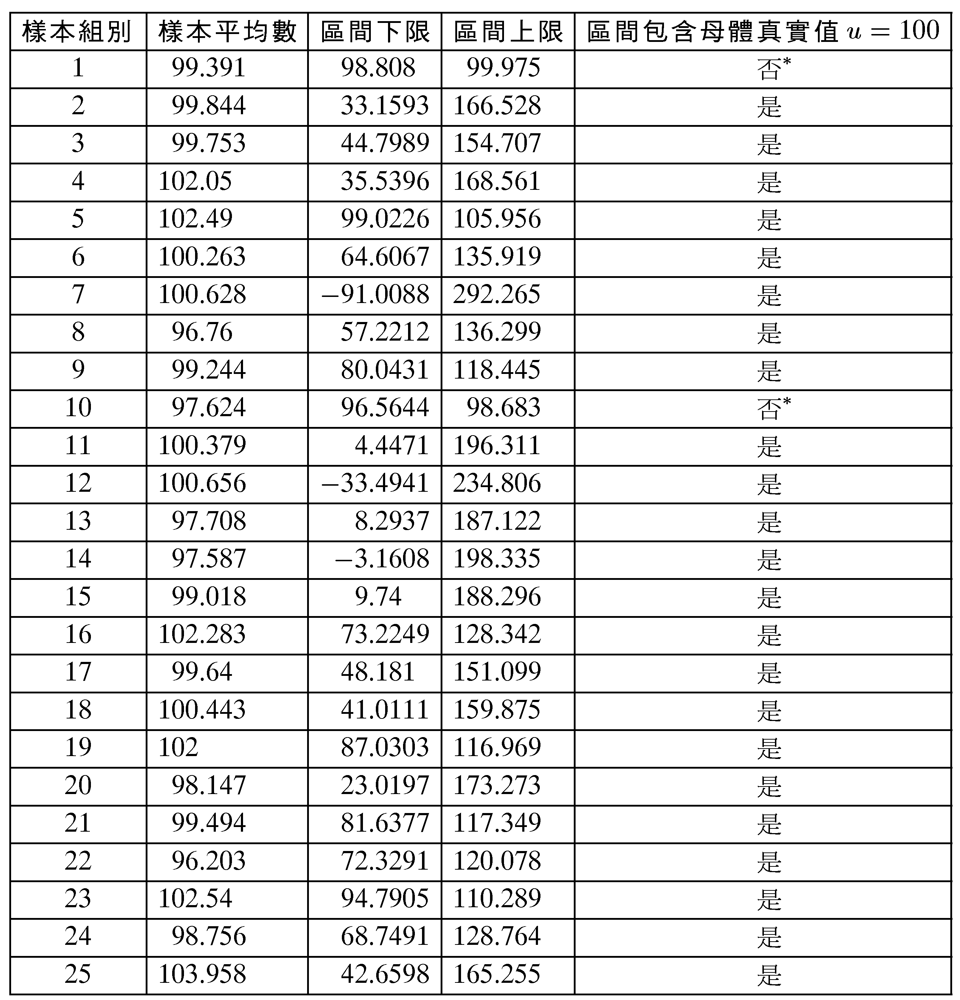 樣本組別 樣本平均數 區間下限 區間上限 區間包含母體真實值 u = 100
1 99.391 98.808 99.975 否*
2 99.844 33.1593 166.528 是
3 99.753 44.7989 154.707 是
4 102.05 35.5396 168.561 是
5 102.49 99.0226 105.956 是
6 100.263 64.6067 135.919 是
7 100.628 −91.0088 292.265 是
8 96.76 57.2212 136.299 是
9 99.244 80.0431 118.445 是
10 97.624 96.5644 98.683 否*
11 100.379 4.4471 196.311 是
12 100.656 −33.4941 234.806 是
13 97.708 8.2937 187.122 是
14 97.587 −3.1608 198.335 是
15 99.018 9.74 188.296 是
16 102.283 73.2249 128.342 是
17 99.64 48.181 151.099 是
18 100.443 41.0111 159.875 是
19 102 87.0303 116.969 是
20 98.147 23.0197 173.273 是
21 99.494 81.6377 117.349 是
22 96.203 72.3291 120.078 是
23 102.54 94.7905 110.289 是
24 98.756 68.7491 128.764 是
25 103.958 42.6598 165.255 是